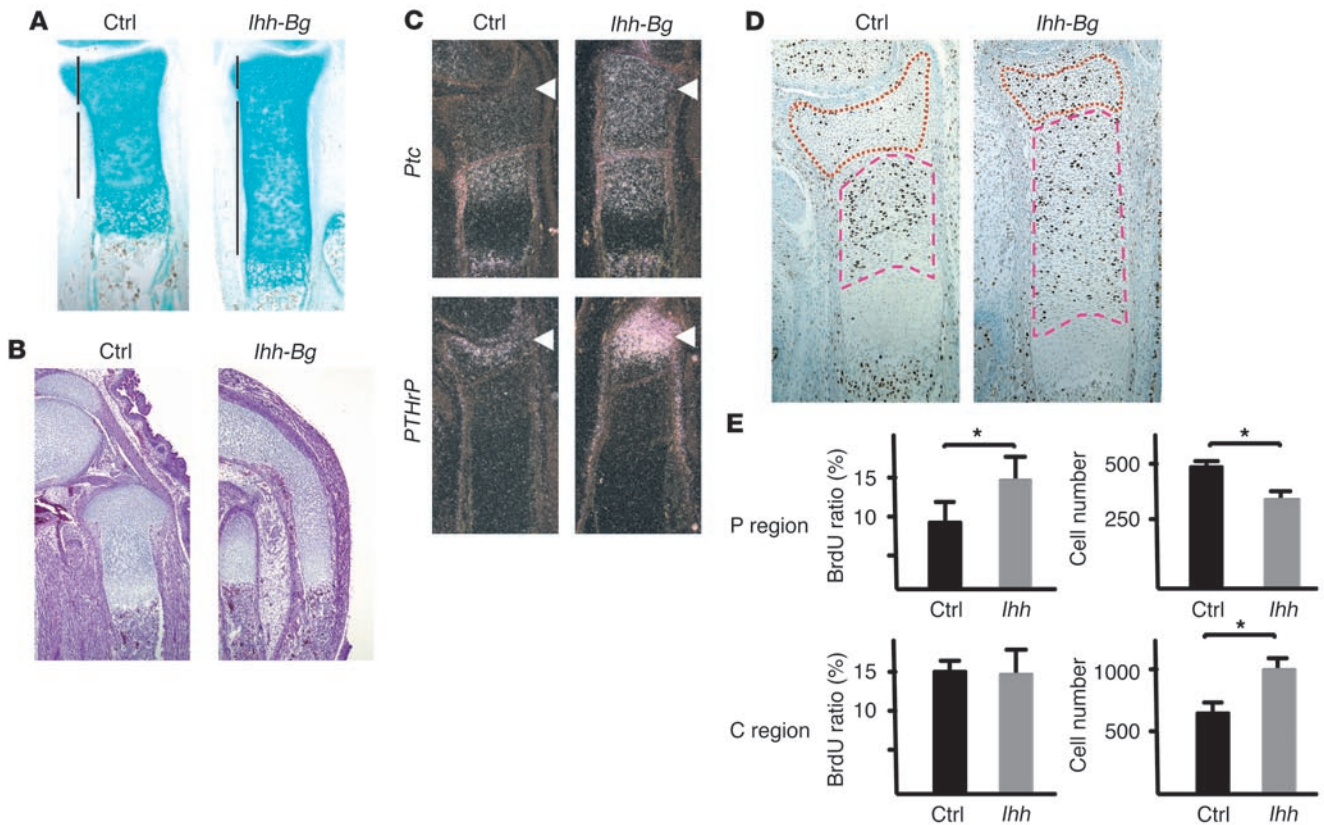 A
Ctrl
Ihh-Bg
B
Ctrl
Ihh-Bg
C
Ctrl
Ihh-Bg
Ptc
PTHrP
D
Ctrl
Ihh-Bg
E
P region
BrdU ratio (%)
15
10
*
Ctrl
Ihh
Cell number
500
250
*
Ctrl
Ihh
C region
BrdU ratio (%)
15
10
Ctrl
Ihh
Cell number
1000
500
*
Ctrl
Ihh